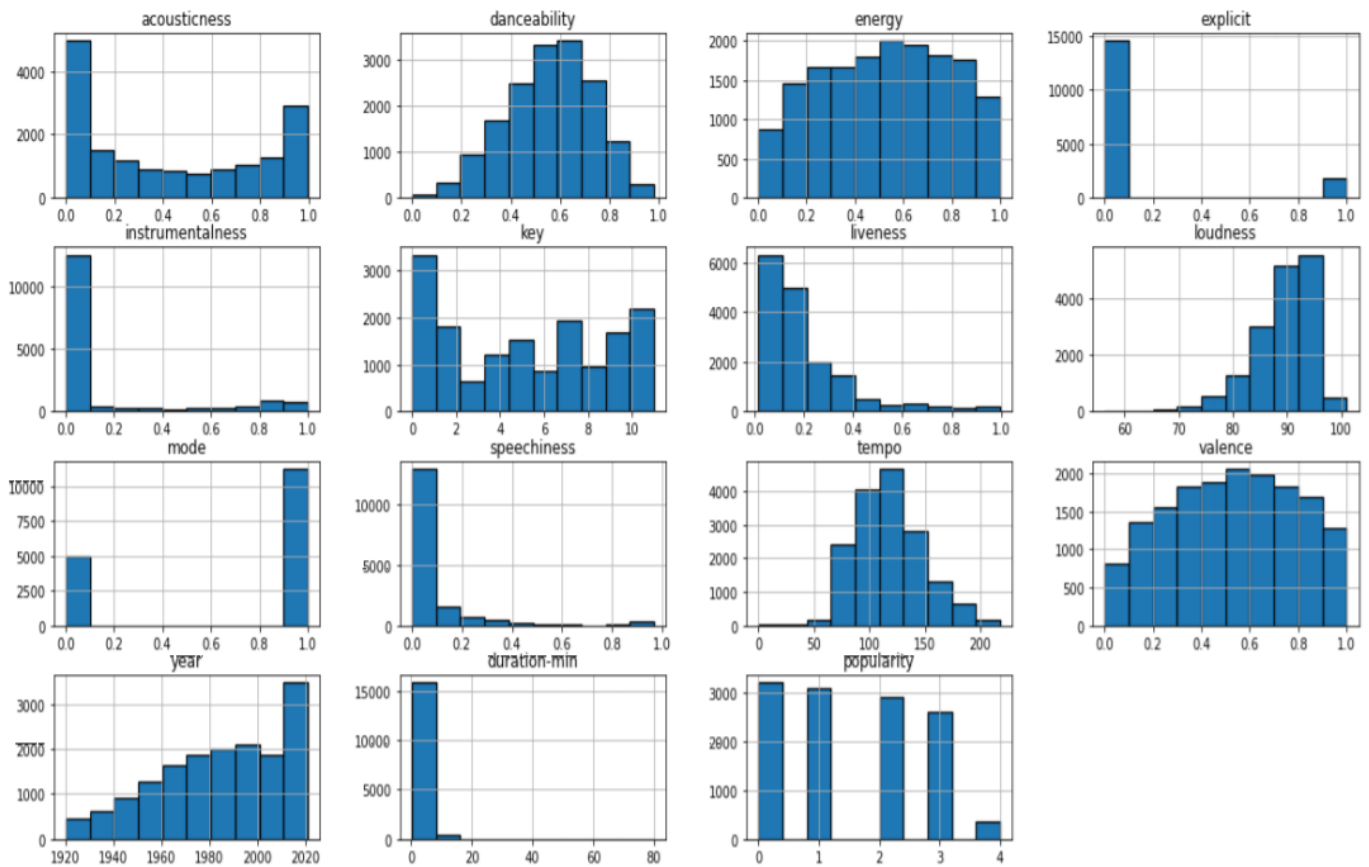 acousticness danceability energy explicit
4000 2000 0
0.0 0.2 0.4 0.6 0.8 1.0
3000 2000 1000 0
0.2 0.4 0.6 0.8 1.0
2000 1500 1000 500 0
0.0 0.2 0.4 0.6 0.8 1.0
15000 10000 5000 0
0.0 0.2 0.4 0.6 0.8 1.0
instrumentalness key liveness loudness
10000 5000 0
0.0 0.2 0.4 0.6 0.8 1.0
3000 2000 1000 0
0 2 4 6 8 10
6000 4000 2000 0
0.0 0.2 0.4 0.6 0.8 1.0
4000 2000 0
60 70 80 90 100
mode speechiness tempo valence
10000 7500 5000 2500 0
0.0 0.2 0.4 0.6 0.8 1.0
10000 5000 0
0.0 0.2 0.4 0.6 0.8 1.0
4000 3000 2000 1000 0
0 50 100 150 200
2000 1500 1000 500 0
0.0 0.2 0.4 0.6 0.8 1.0
year duration-min popularity
3000 2000 1000 0
1920 1940 1960 1980 2000 2020
15000 10000 5000 0
0 20 40 60 80
3000 2000 1000 0
0 1 2 3 4